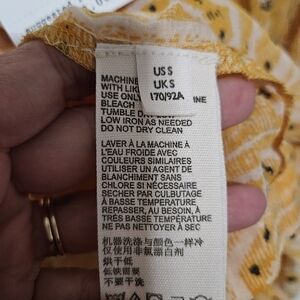 US S
UK S
170/92A
MACHINE
WITH LIK
USE ONL
BLEACH
INE
TUMBLE DRY LOW
LOW IRON AS NEEDED
DO NOT DRY CLEAN
LAVER À LA MACHINE À
L'EAU FROIDE AVEC
COULEURS SIMILAIRES
UTILISER UN AGENT DE
BLANCHIMENT SANS
CHLORE SI NÉCESSAIRE
SÉCHER PAR CULBUTAGE
À BASSE TEMPÉRATURE
REPASSER, AU BESOIN, À
TRÈS BASSE TEMPÉRATURE
NE PAS NETTOYER À SEC
机器洗涤与颜色一样冷
仅使用非氯漂白剂
烘干低
低铁需要
不要干洗